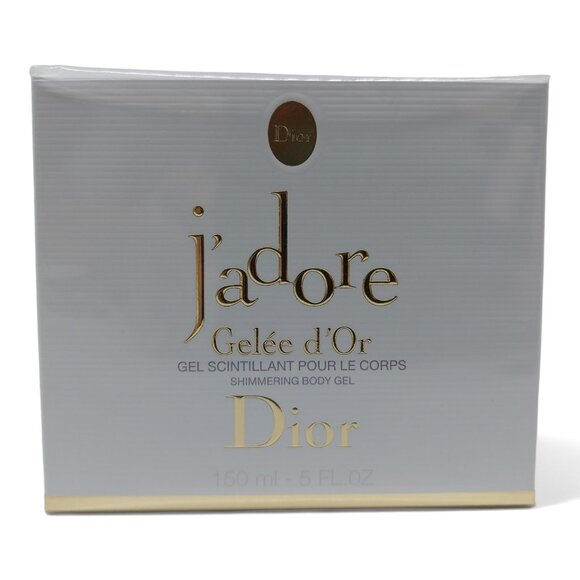 Dior
j'adore
Gelée d'Or
GEL SCINTILLANT POUR LE CORPS
SHIMMERING BODY GEL
Dior
150 ml - 5 FL.OZ